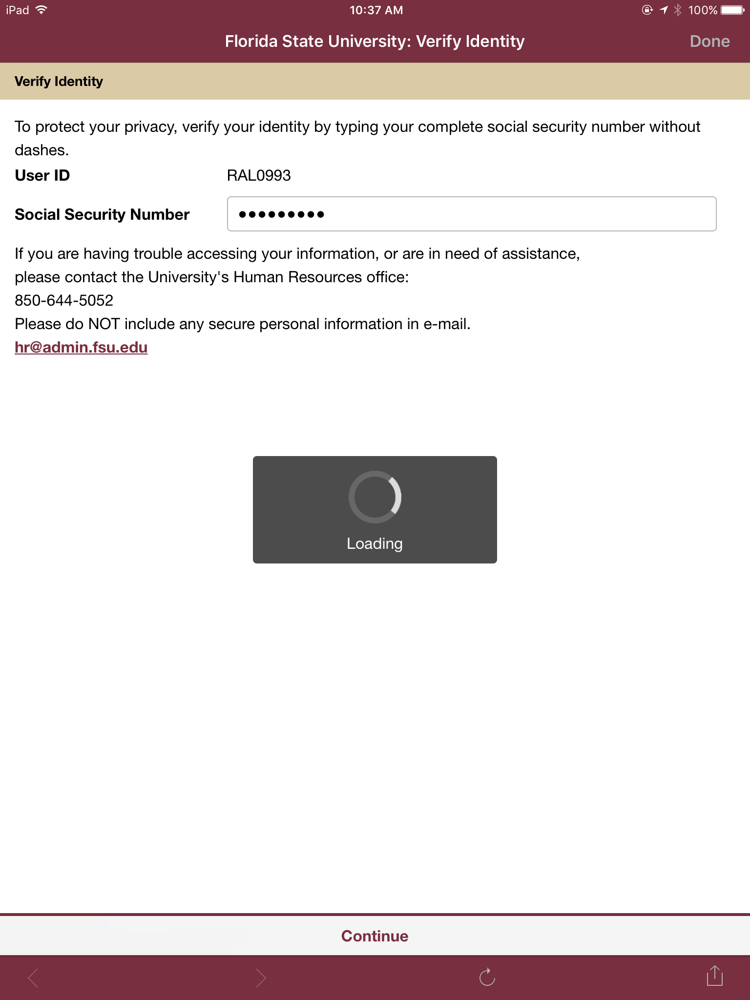 iPad
10:37 AM
100%
Florida State University: Verify Identity
Done
Verify Identity
To protect your privacy, verify your identity by typing your complete social security number without
dashes.
User ID
RAL0993
Social Security Number
•••••••••
If you are having trouble accessing your information, or are in need of assistance,
please contact the University's Human Resources office:
850-644-5052
Please do NOT include any secure personal information in e-mail.
hr@admin.fsu.edu
Loading
Continue